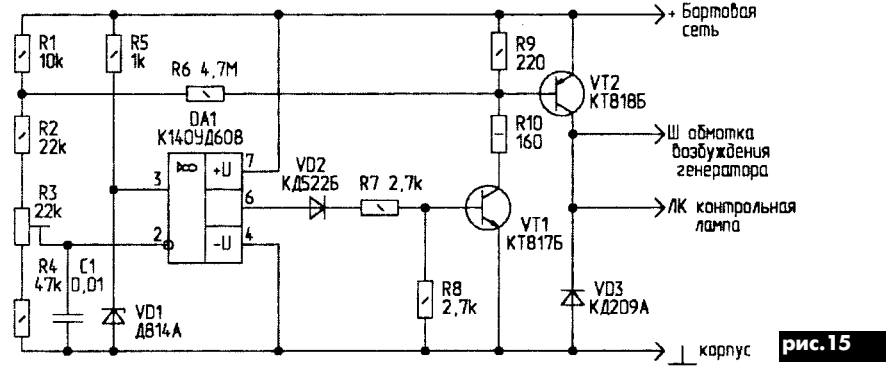 + Бортовая
сеть
R1
10k
R5
1k
R6 4,7M
R9
220
VT2
КТ818Б
DA1
К140УД608
R2
22k
R10
160
Ш обмотка
возбуждения
генератора
+U
7
VD2
КД522Б
R7 2,7k
3
6
R3
22k
ЛК контрольная
лампа
VT1
КТ817Б
2
-U
4
R4
47k
C1
0,01
R8
2,7k
VD3
КД209А
VD1
Д814А
корпус
рис.15